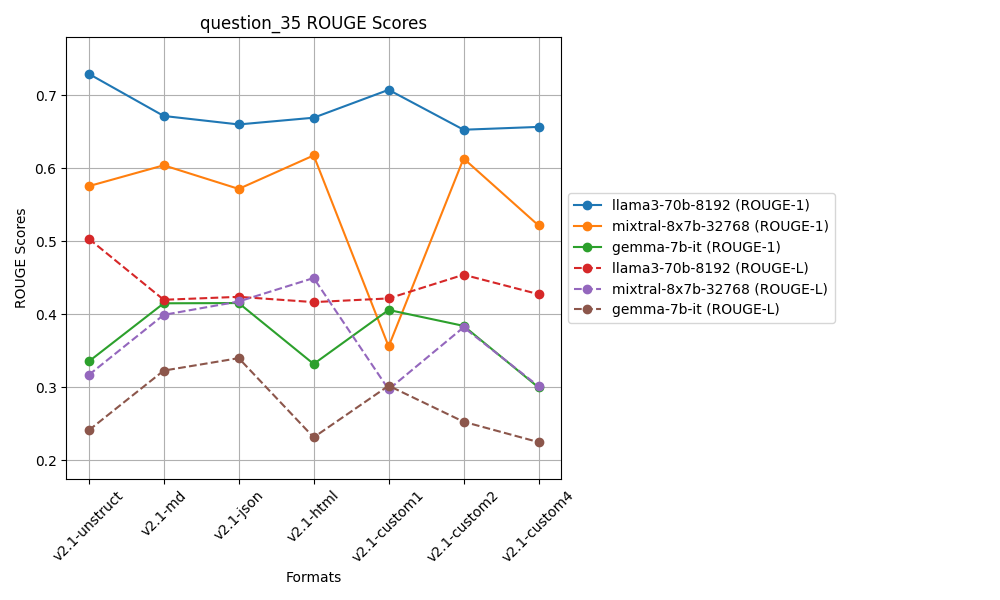 question_35 ROUGE Scores
ROUGE Scores
0.7
0.6
0.5
0.4
0.3
0.2
v2.1-unstruct
v2.1-md
v2.1-json
v2.1-html
v2.1-custom1
v2.1-custom2
v2.1-custom4
Formats
llama3-70b-8192 (ROUGE-1)
mixtral-8x7b-32768 (ROUGE-1)
gemma-7b-it (ROUGE-1)
llama3-70b-8192 (ROUGE-L)
mixtral-8x7b-32768 (ROUGE-L)
gemma-7b-it (ROUGE-L)